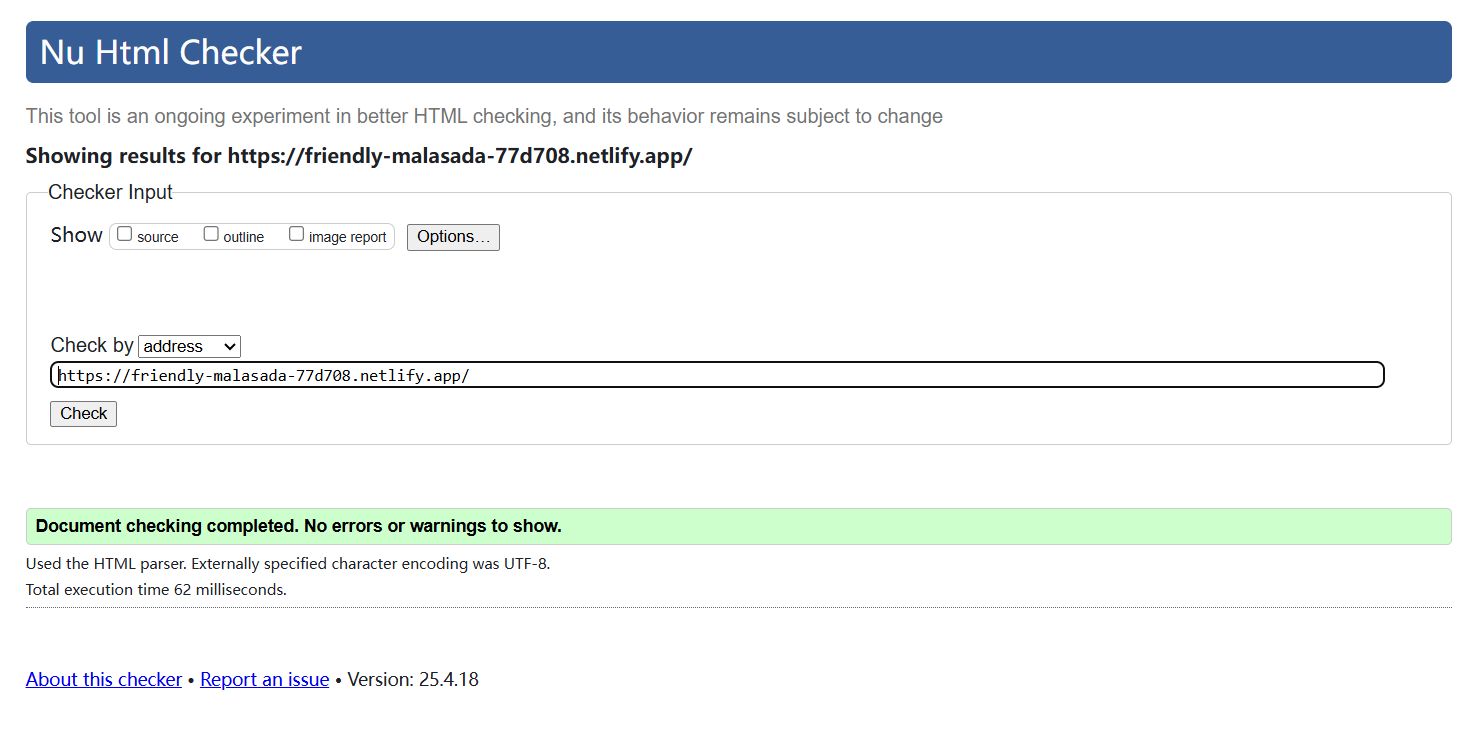 Nu Html Checker
This tool is an ongoing experiment in better HTML checking, and its behavior remains subject to change
Showing results for https://friendly-malasada-77d708.netlify.app/
Checker Input
Show source outline image report Options…
Check by address
https://friendly-malasada-77d708.netlify.app/
Check
Document checking completed. No errors or warnings to show.
Used the HTML parser. Externally specified character encoding was UTF-8.
Total execution time 62 milliseconds.
About this checker • Report an issue • Version: 25.4.18